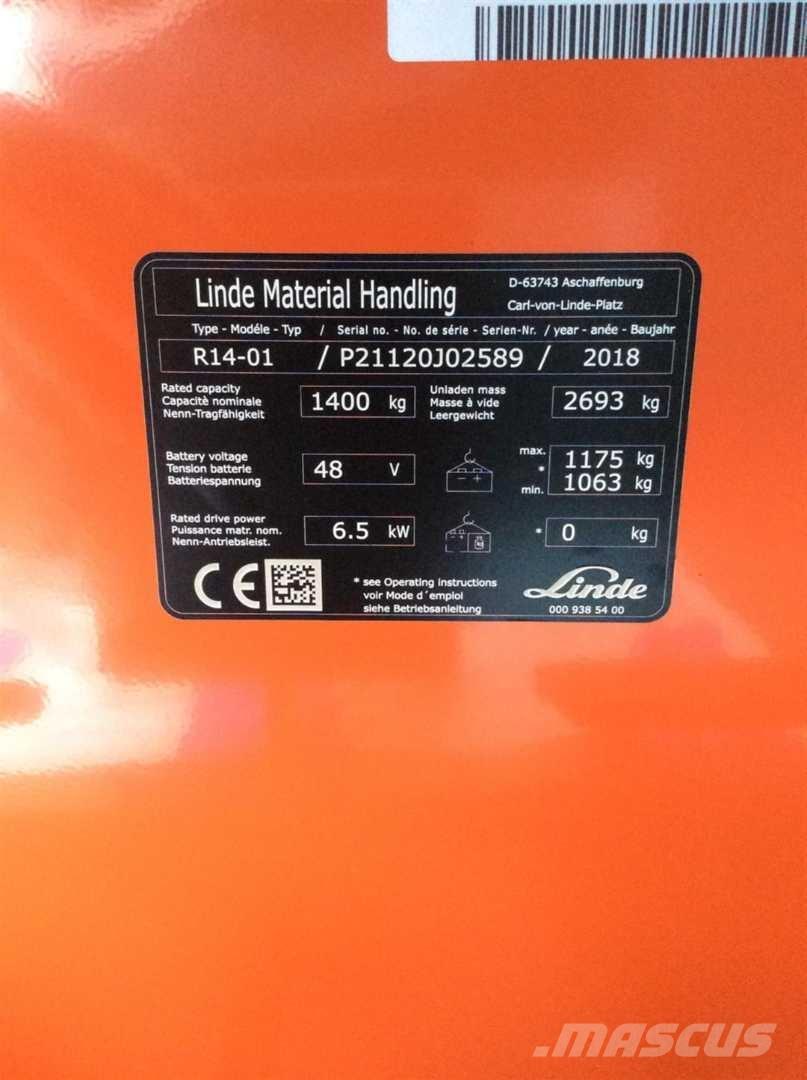 Linde Material Handling
D-63743 Aschaffenburg
Carl-von-Linde-Platz
Type - Modéle - Typ / Serial no. - No. de série - Serien-Nr. / year - anée - Baujahr
R14-01 / P21120J02589 / 2018
Rated capacity
Capacitè nominale
Nenn-Tragfähigkeit
1400 kg
Unladen mass
Masse à vide
Leergewicht
2693 kg
Battery voltage
Tension batterie
Batteriespannung
48 V
- +
max. 1175 kg
*
min. 1063 kg
Rated drive power
Puissance matr. nom.
Nenn-Antriebsleist.
6.5 kW
- +
kg
* 0 kg
CE
* see Operating instructions
voir Mode d´emploi
siehe Betriebsanleitung
Linde
000 938 54 00
.MASCUS